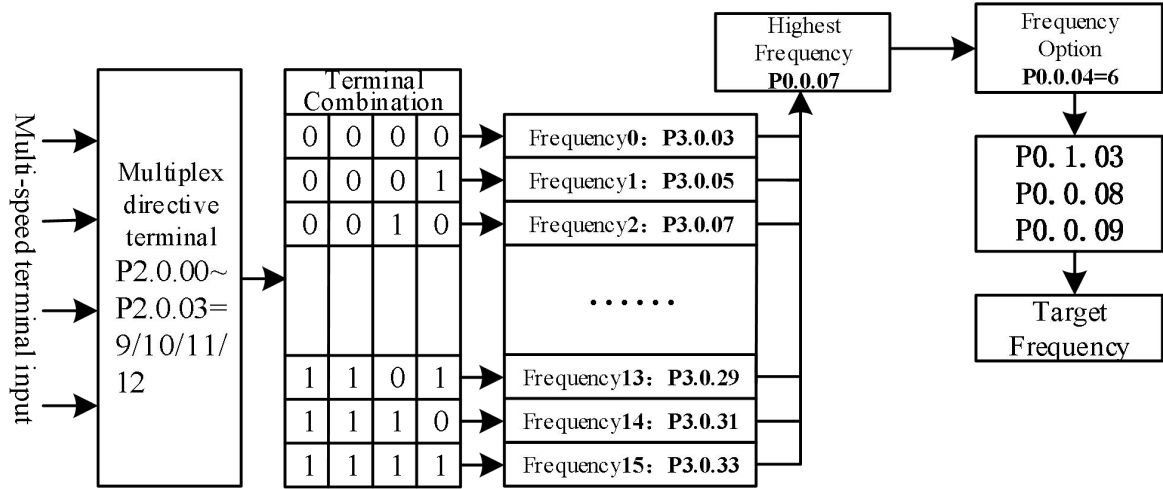 Multi-speed terminal input
Multiplex
directive
terminal
P2.0.00~
P2.0.03=
9/10/11/
12
Terminal
Combination
0 0 0 0
0 0 0 1
0 0 1 0
1 1 0 1
1 1 1 0
1 1 1 1
Frequency0：P3.0.03
Frequency1：P3.0.05
Frequency2：P3.0.07
······
Frequency13：P3.0.29
Frequency14：P3.0.31
Frequency15：P3.0.33
Highest
Frequency
P0.0.07
Frequency
Option
P0.0.04=6
P0.1.03
P0.0.08
P0.0.09
Target
Frequency